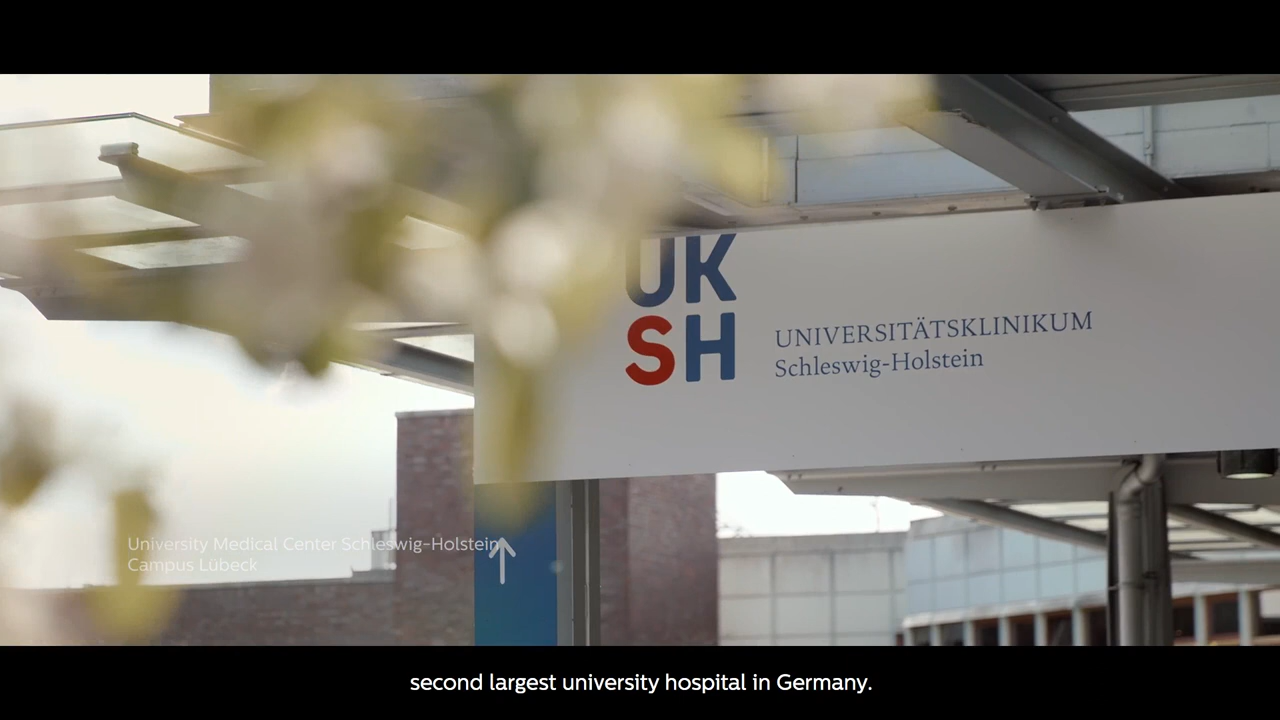 UK
SH
UNIVERSITÄTSKLINIKUM
Schleswig-Holstein
University Medical Center Schleswig-Holstein
Campus Lübeck
second largest university hospital in Germany.